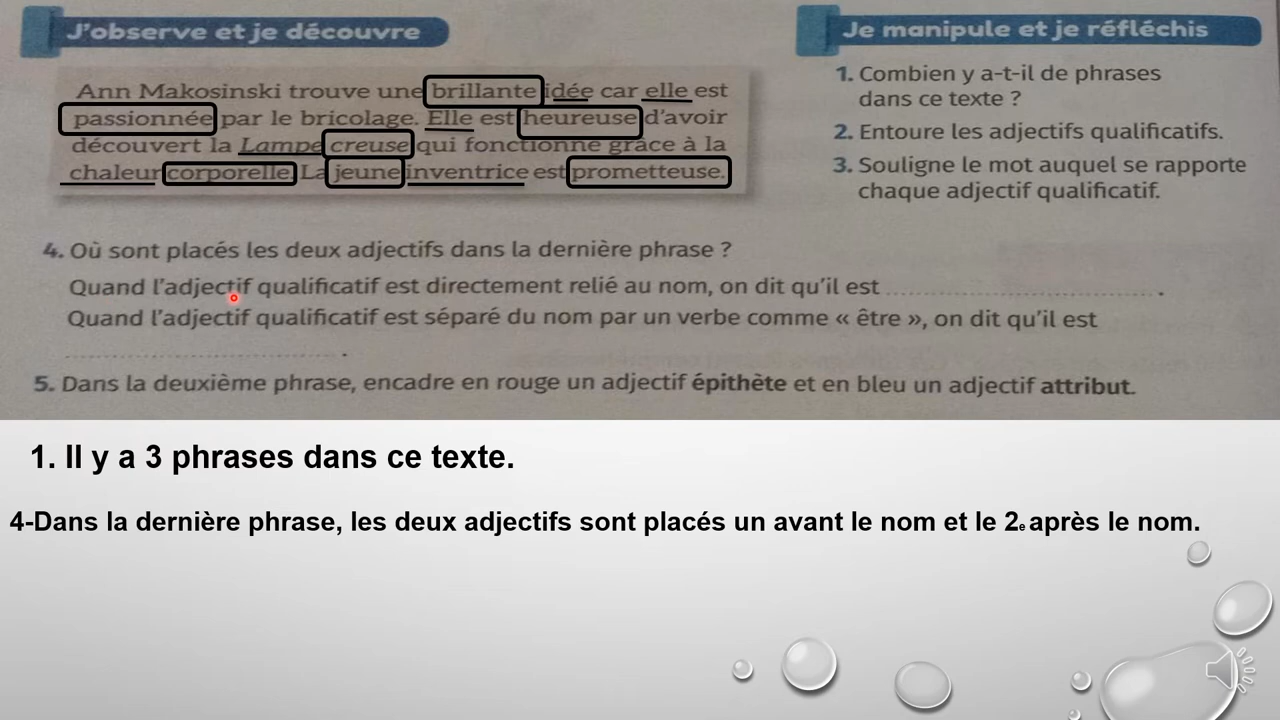 J'observe et je découvre
Ann Makosinski trouve une brillante idée car elle est
passionnée par le bricolage. Elle est heureuse d'avoir
découvert la Lampe creuse qui fonctionne grâce à la
chaleur corporelle. La jeune inventrice est prometteuse.
Je manipule et je réfléchis
1. Combien y a-t-il de phrases
dans ce texte ?
2. Entoure les adjectifs qualificatifs.
3. Souligne le mot auquel se rapporte
chaque adjectif qualificatif.
4. Où sont placés les deux adjectifs dans la dernière phrase ?
Quand l'adjectif qualificatif est directement relié au nom, on dit qu'il est ................................ .
Quand l'adjectif qualificatif est séparé du nom par un verbe comme « être », on dit qu'il est
................................ .
5. Dans la deuxième phrase, encadre en rouge un adjectif épithète et en bleu un adjectif attribut.
1. Il y a 3 phrases dans ce texte.
4-Dans la dernière phrase, les deux adjectifs sont placés un avant le nom et le 2e après le nom.